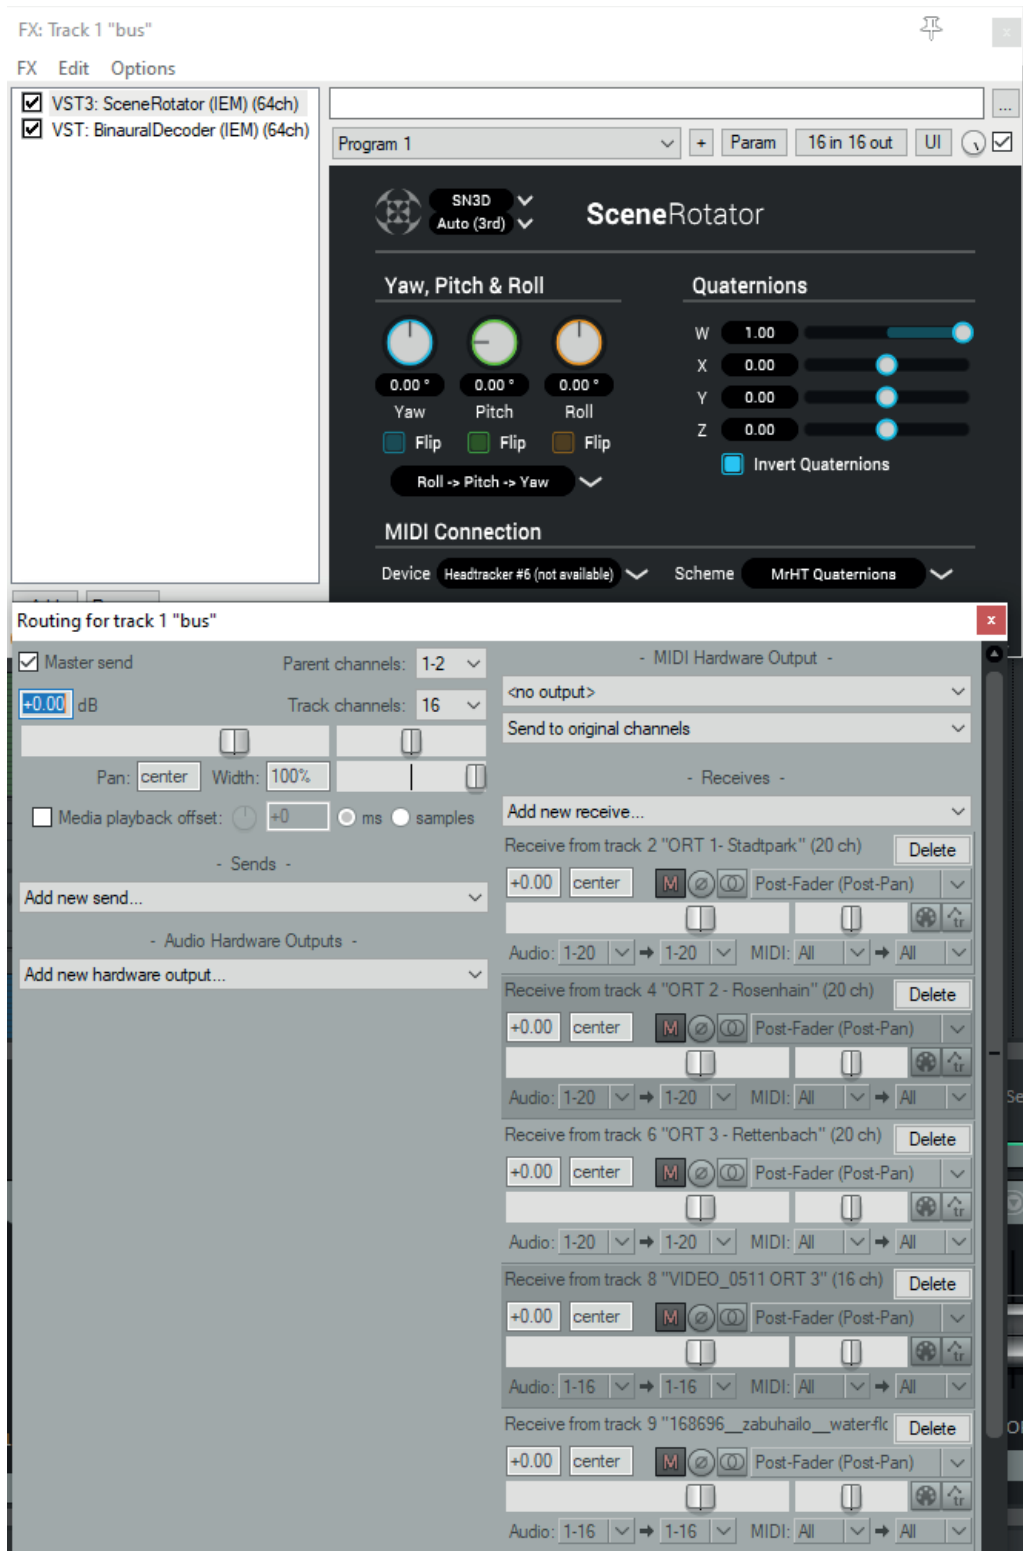 FX: Track 1 "bus"
FX Edit Options
VST3: SceneRotator (IEM) (64ch)
VST: BinauralDecoder (IEM) (64ch)
...
Program 1
+
Param
16 in 16 out
UI
SN3D
Auto (3rd)
SceneRotator
Yaw, Pitch & Roll
0.00 ° 0.00 ° 0.00 °
Yaw Pitch Roll
Flip Flip Flip
Roll -> Pitch -> Yaw
Quaternions
W 1.00
X 0.00
Y 0.00
Z 0.00
Invert Quaternions
MIDI Connection
Device Headtracker #6 (not available) Scheme MrHT Quaternions
Routing for track 1 "bus"
x
Master send Parent channels: 1-2
+0.00 dB Track channels: 16
Pan: center Width: 100%
Media playback offset: +0 ms samples
- Sends -
Add new send...
- Audio Hardware Outputs -
Add new hardware output...
- MIDI Hardware Output -
<no output>
Send to original channels
- Receives -
Add new receive...
Receive from track 2 "ORT 1- Stadtpark" (20 ch) Delete
+0.00 center M Post-Fader (Post-Pan)
tr
Audio: 1-20 1-20 MIDI: All All
Receive from track 4 "ORT 2 - Rosenhain" (20 ch) Delete
+0.00 center M Post-Fader (Post-Pan)
tr
Audio: 1-20 1-20 MIDI: All All
Receive from track 6 "ORT 3 - Rettenbach" (20 ch) Delete
+0.00 center M Post-Fader (Post-Pan)
tr
Audio: 1-20 1-20 MIDI: All All
Receive from track 8 "VIDEO_0511 ORT 3" (16 ch) Delete
+0.00 center M Post-Fader (Post-Pan)
tr
Audio: 1-16 1-16 MIDI: All All
Receive from track 9 "168696__zabuhailo__water-flc Delete
+0.00 center M Post-Fader (Post-Pan)
tr
Audio: 1-16 1-16 MIDI: All All